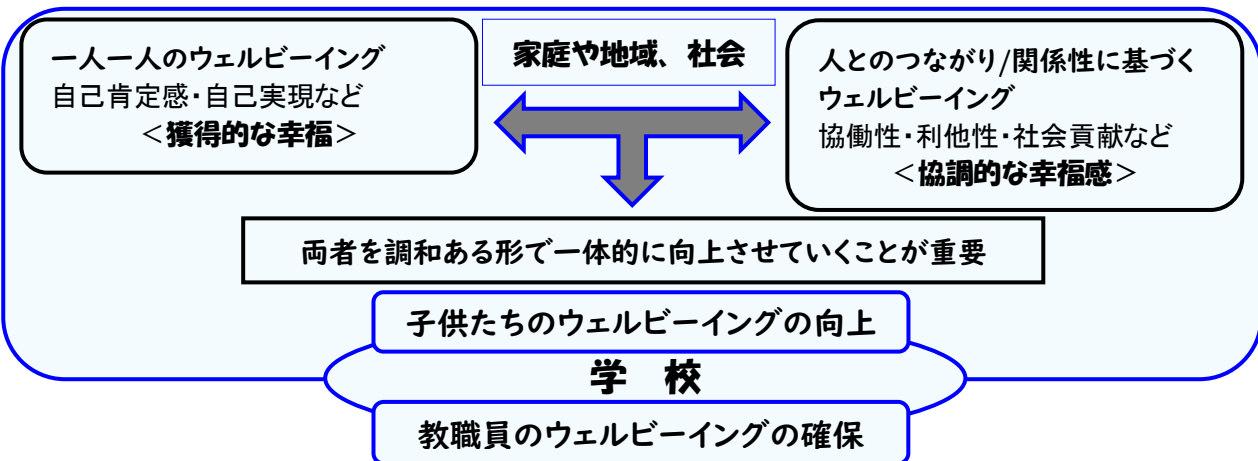 一人一人のウェルビーイング
自己肯定感・自己実現など
＜獲得的な幸福＞
家庭や地域、社会
人とのつながり/関係性に基づく
ウェルビーイング
協働性・利他性・社会貢献など
＜協調的な幸福感＞
両者を調和ある形で一体的に向上させていくことが重要
子供たちのウェルビーイングの向上
学　校
教職員のウェルビーイングの確保